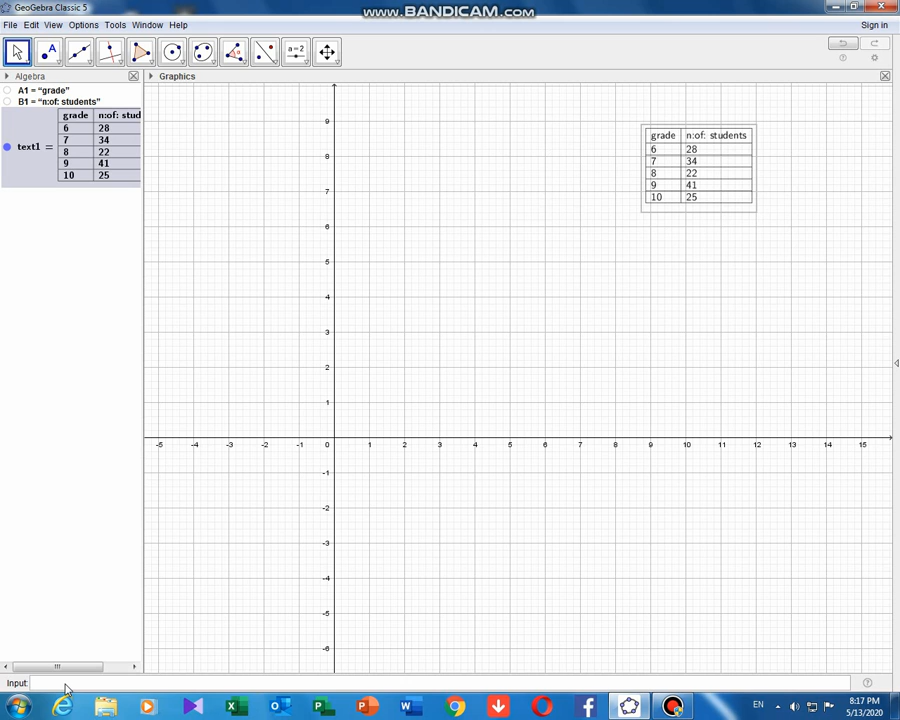 GeoGebra Classic 5
www.BANDICAM.com
File Edit View Options Tools Window Help
Sign in
A
a=2
Algebra
Graphics
A1 = “grade”
B1 = “n:of: students”
text1 =
grade n:of: stud
6 28
7 34
8 22
9 41
10 25
grade n:of: students
6 28
7 34
8 22
9 41
10 25
9
8
7
6
5
4
3
2
1
-5 -4 -3 -2 -1 0 1 2 3 4 5 6 7 8 9 10 11 12 13 14 15
-1
-2
-3
-4
-5
-6
Input:
EN
8:17 PM
5/13/2020